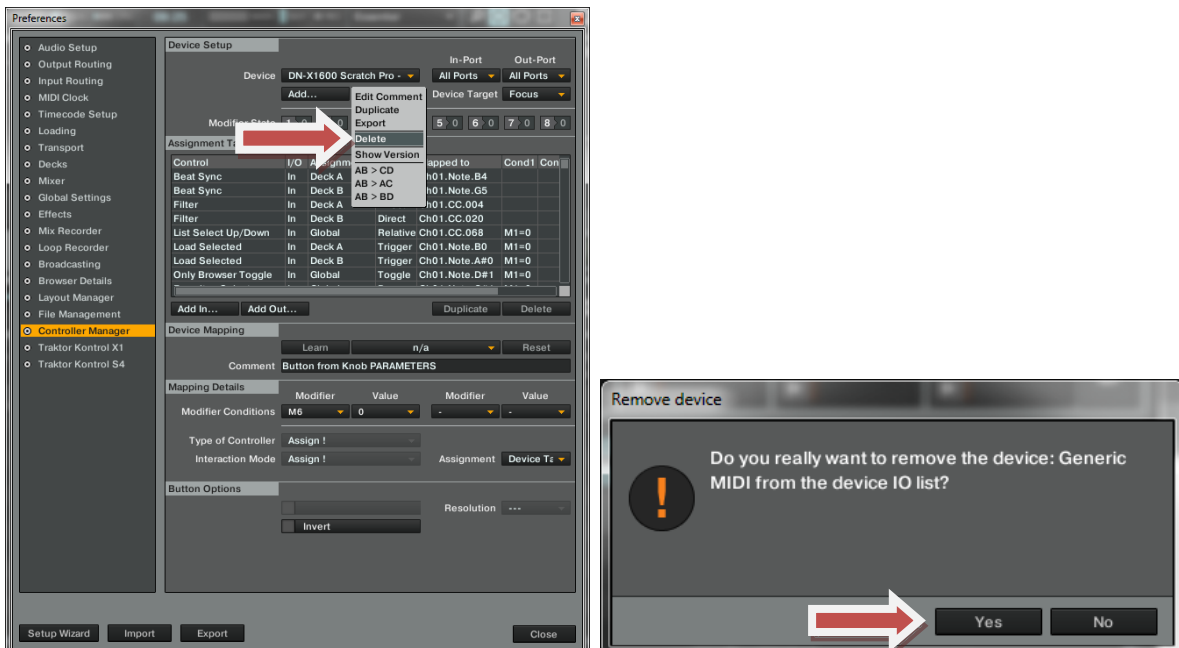 Preferences
Audio Setup
Output Routing
Input Routing
MIDI Clock
Timecode Setup
Loading
Transport
Decks
Mixer
Global Settings
Effects
Mix Recorder
Loop Recorder
Broadcasting
Browser Details
Layout Manager
File Management
Controller Manager
Traktor Kontrol X1
Traktor Kontrol S4
Device Setup
In-Port Out-Port
Device DN-X1600 Scratch Pro - All Ports All Ports
Add... Device Target Focus
Edit Comment
Duplicate
Export
Delete
Show Version
AB > CD
AB > AC
AB > BD
5 0 6 0 7 0 8 0
Control I/O Mapped to Cond1 Con
Beat Sync In Deck A Ch01.Note.B4
Beat Sync In Deck B Ch01.Note.G5
Filter In Deck A Ch01.CC.004
Filter In Deck B Direct Ch01.CC.020
List Select Up/Down In Global Relative Ch01.CC.068 M1=0
Load Selected In Deck A Trigger Ch01.Note.B0 M1=0
Load Selected In Deck B Trigger Ch01.Note.A#0 M1=0
Only Browser Toggle In Global Toggle Ch01.Note.D#1 M1=0
Add In... Add Out... Duplicate Delete
Device Mapping
Learn n/a Reset
Comment Button from Knob PARAMETERS
Mapping Details
Modifier Value Modifier Value
Modifier Conditions M6 0 - -
Type of Controller Assign !
Interaction Mode Assign ! Assignment Device Ta
Button Options
Resolution ---
Invert
Setup Wizard Import Export Close
Remove device
Do you really want to remove the device: Generic
MIDI from the device IO list?
Yes No